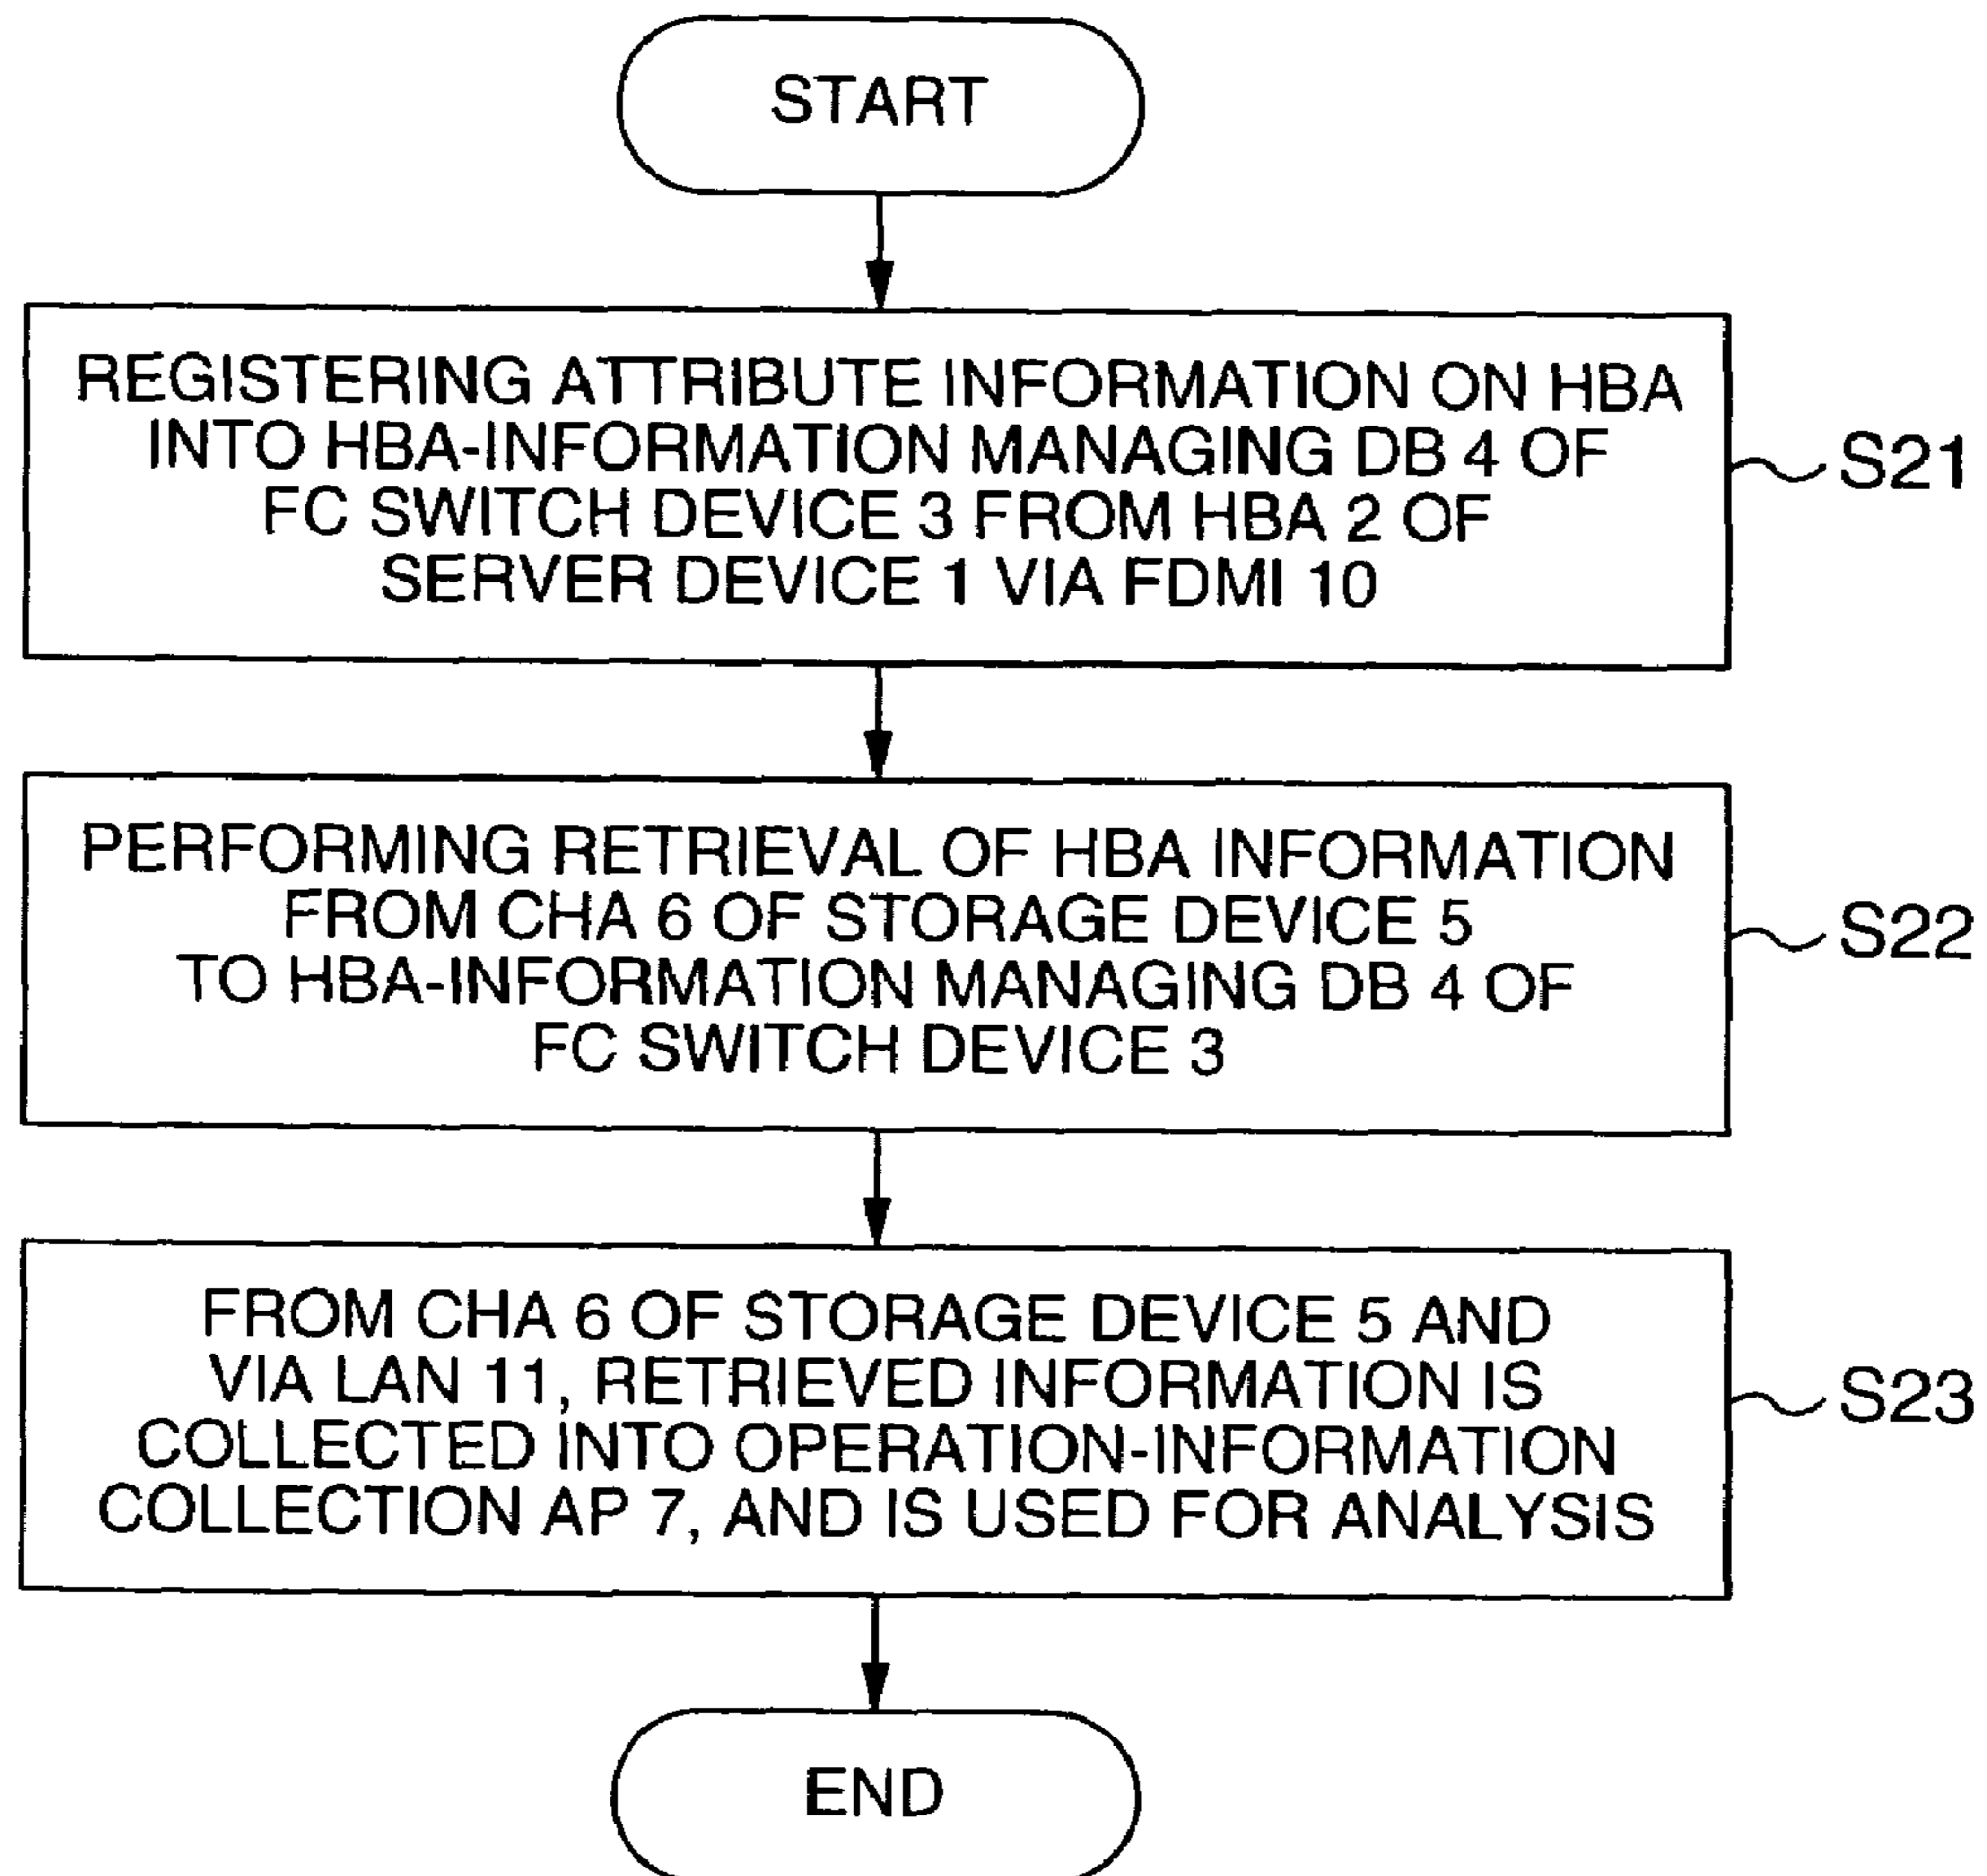 START
REGISTERING ATTRIBUTE INFORMATION ON HBA
INTO HBA-INFORMATION MANAGING DB 4 OF
FC SWITCH DEVICE 3 FROM HBA 2 OF
SERVER DEVICE 1 VIA FDMI 10
S21
PERFORMING RETRIEVAL OF HBA INFORMATION
FROM CHA 6 OF STORAGE DEVICE 5
TO HBA-INFORMATION MANAGING DB 4 OF
FC SWITCH DEVICE 3
S22
FROM CHA 6 OF STORAGE DEVICE 5 AND
VIA LAN 11, RETRIEVED INFORMATION IS
COLLECTED INTO OPERATION-INFORMATION
COLLECTION AP 7, AND IS USED FOR ANALYSIS
S23
END